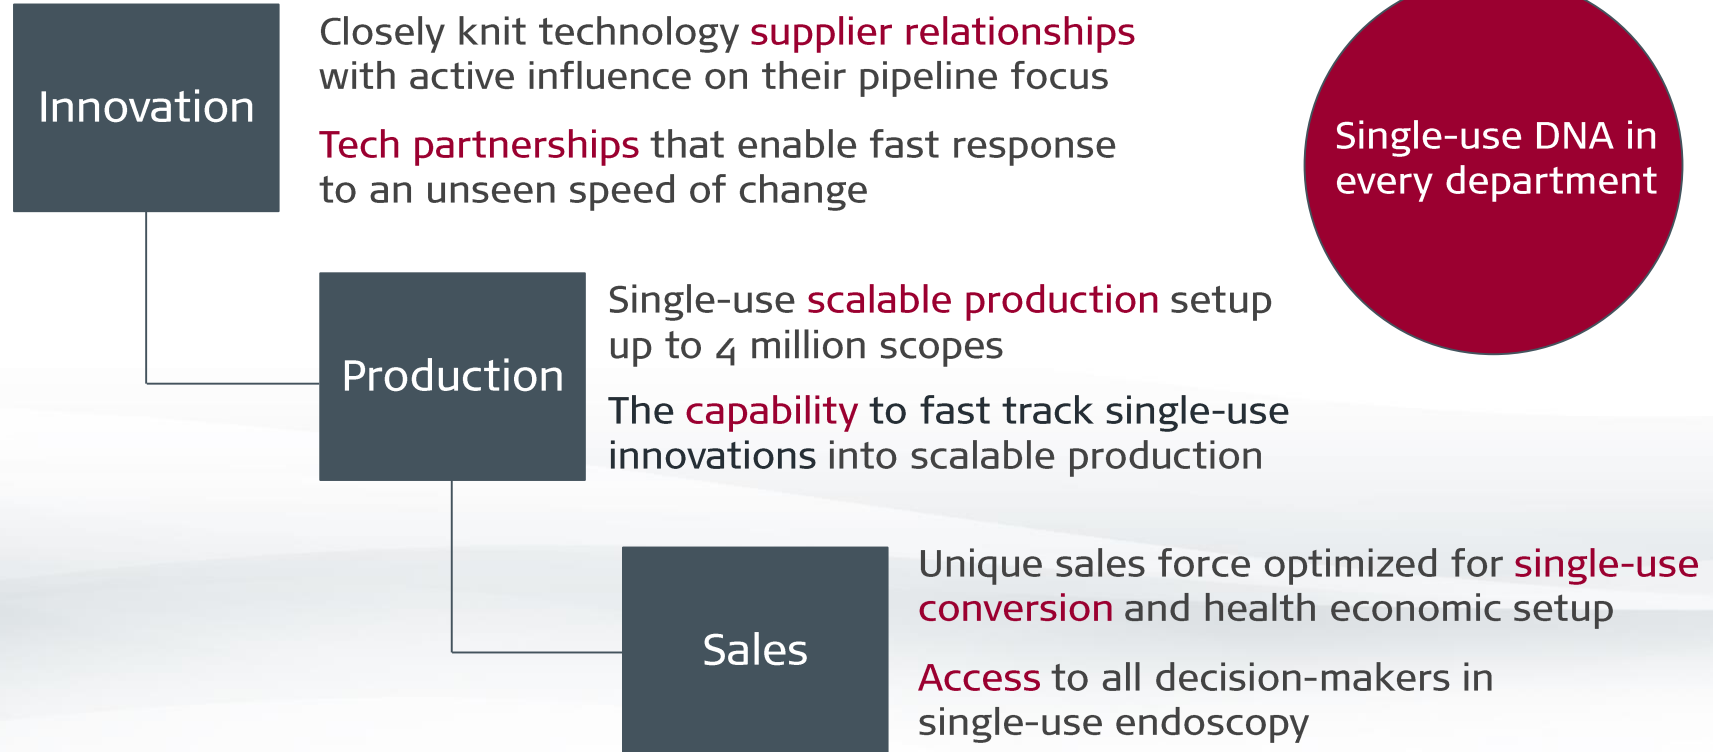 Innovation
Closely knit technology supplier relationships
with active influence on their pipeline focus
Tech partnerships that enable fast response
to an unseen speed of change
Single-use DNA in
every department
Production
Single-use scalable production setup
up to 4 million scopes
The capability to fast track single-use
innovations into scalable production
Sales
Unique sales force optimized for single-use
conversion and health economic setup
Access to all decision-makers in
single-use endoscopy